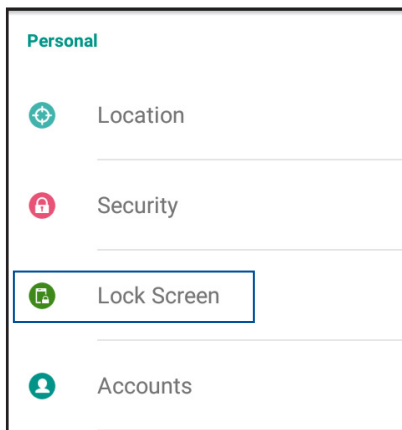 Personal
Location
Security
Lock Screen
Accounts